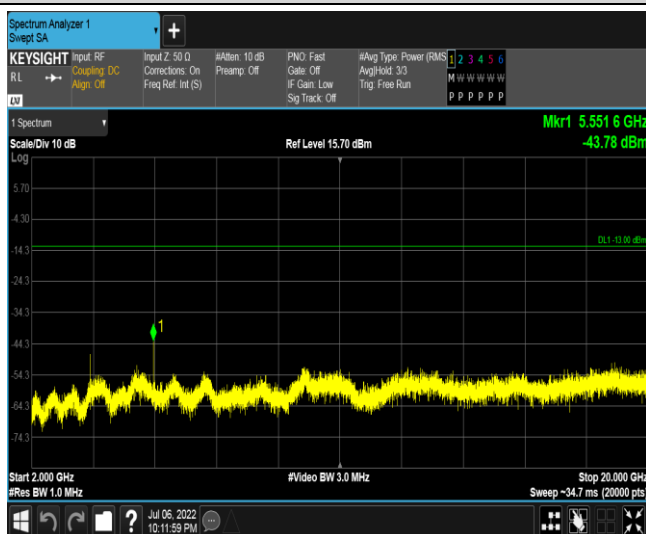 Spectrum Analyzer 1
Swept SA
+
KEYSIGHT
RL
LXI
Input: RF
Coupling: DC
Align: Off
Input Z: 50 Ω
Corrections: On
Freq Ref: Int (S)
#Atten: 10 dB
Preamp: Off
PNO: Fast
Gate: Off
IF Gain: Low
Sig Track: Off
#Avg Type: Power (RMS
Avg|Hold: 3/3
Trig: Free Run
1 2 3 4 5 6
M W W W W W
P P P P P P
1 Spectrum
Scale/Div 10 dB
Ref Level 15.70 dBm
Mkr1 5.551 6 GHz
-43.78 dBm
Log
5.70
-4.30
-14.3
-24.3
-34.3
-44.3
-54.3
-64.3
-74.3
DL1 -13.00 dBm
1
Start 2.000 GHz
#Res BW 1.0 MHz
#Video BW 3.0 MHz
Stop 20.000 GHz
Sweep ~34.7 ms (20000 pts)
?
Jul 06, 2022
10:11:59 PM